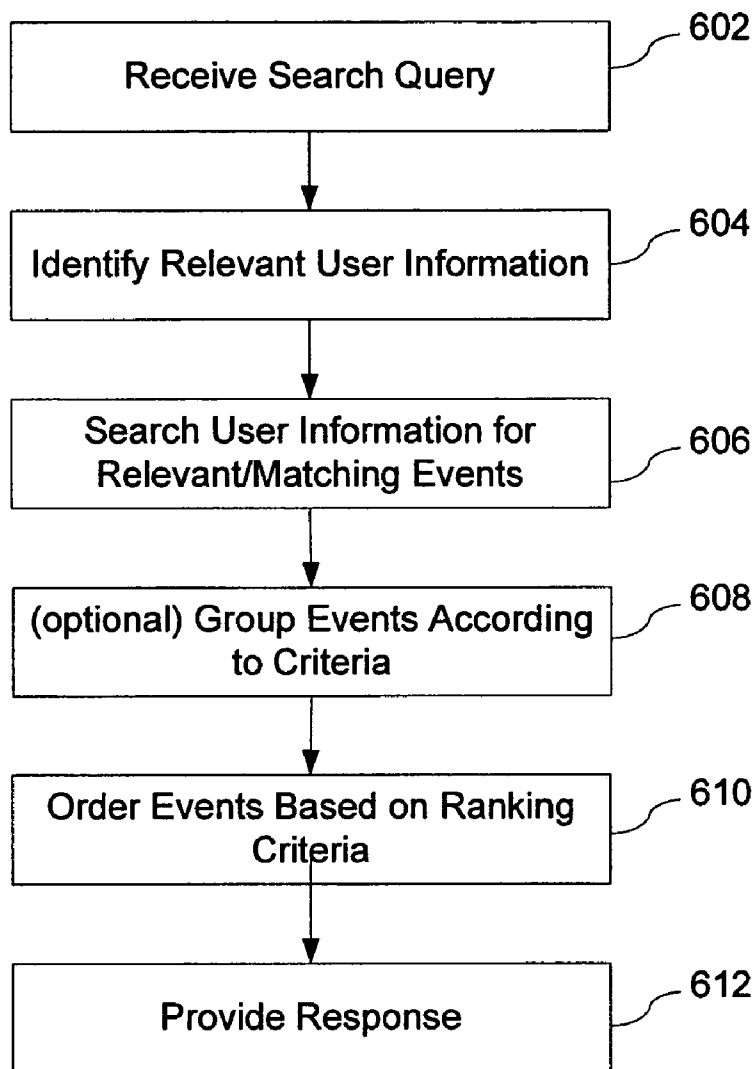 602
Receive Search Query
604
Identify Relevant User Information
606
Search User Information for
Relevant/Matching Events
608
(optional) Group Events According
to Criteria
610
Order Events Based on Ranking
Criteria
612
Provide Response